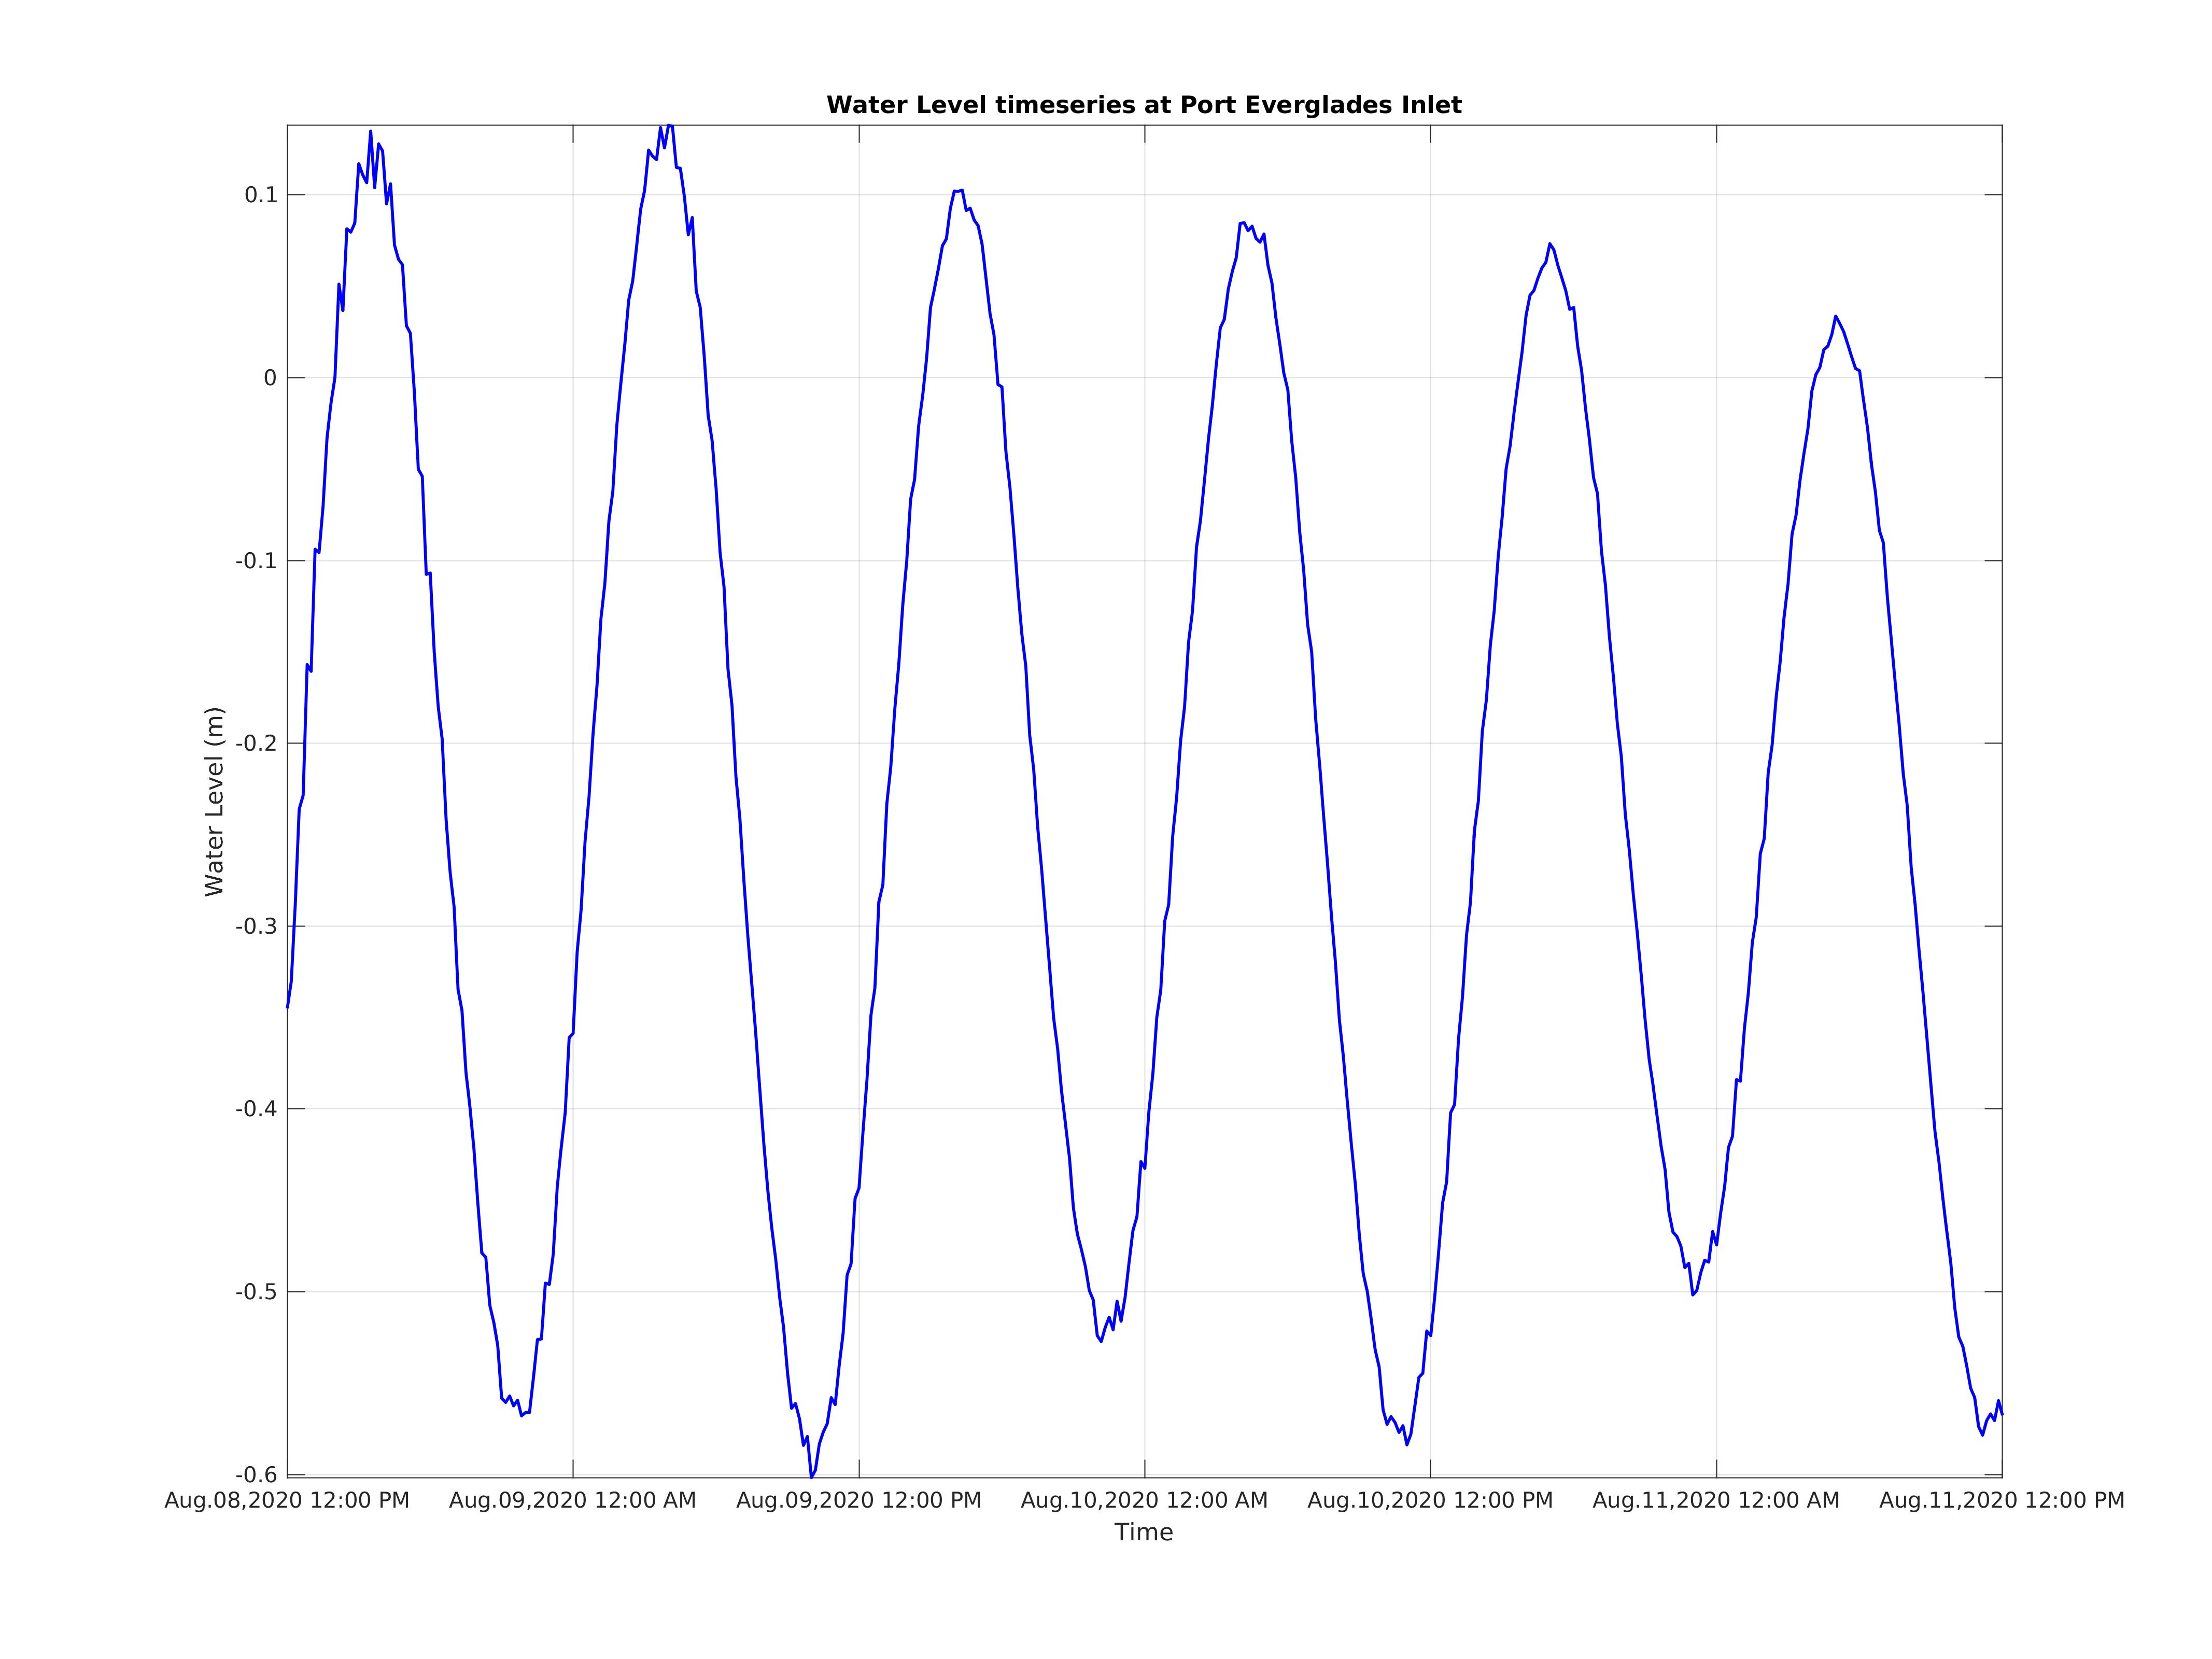 Water Level timeseries at Port Everglades Inlet
0.1
0
-0.1
-0.2
-0.3
-0.4
-0.5
-0.6
Water Level (m)
Aug.08,2020 12:00 PM Aug.09,2020 12:00 AM Aug.09,2020 12:00 PM Aug.10,2020 12:00 AM Aug.10,2020 12:00 PM Aug.11,2020 12:00 AM Aug.11,2020 12:00 PM
Time